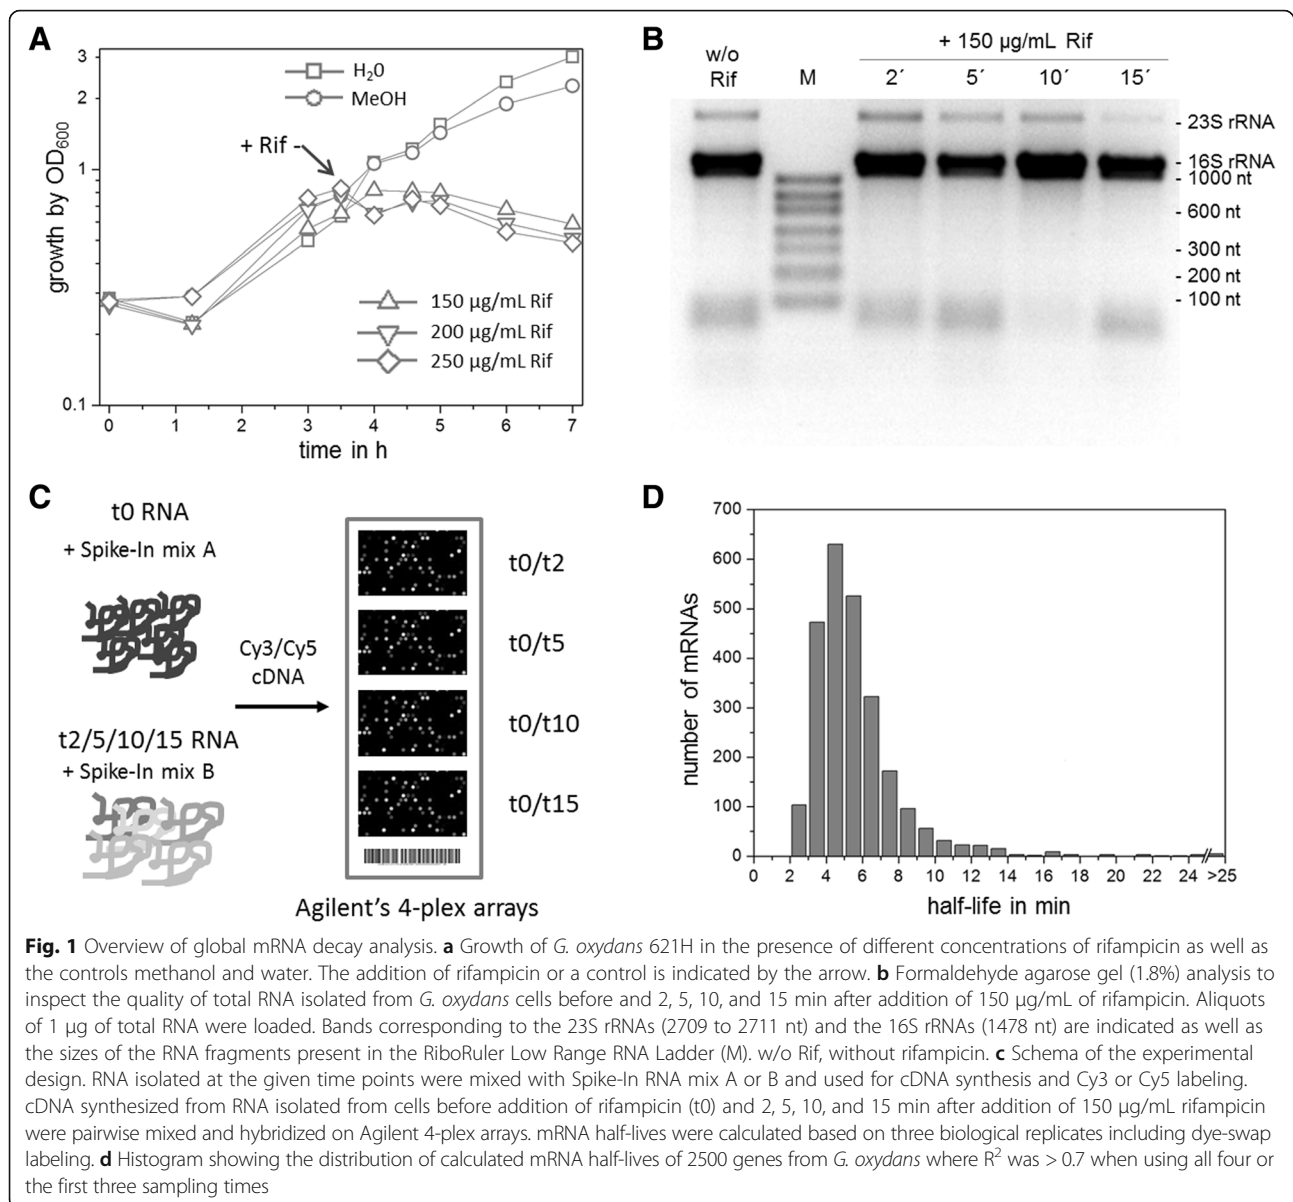 A
growth by OD600
3
2
1
0.1
H2O
MeOH
+ Rif -
150 µg/mL Rif
200 µg/mL Rif
250 µg/mL Rif
0 1 2 3 4 5 6 7
time in h
B
+ 150 µg/mL Rif
w/o
Rif M 2´ 5´ 10´ 15´
- 23S rRNA
- 16S rRNA
- 1000 nt
- 600 nt
- 300 nt
- 200 nt
- 100 nt
C
t0 RNA
+ Spike-In mix A
Cy3/Cy5
cDNA
t2/5/10/15 RNA
+ Spike-In mix B
t0/t2
t0/t5
t0/t10
t0/t15
Agilent's 4-plex arrays
D
number of mRNAs
700
600
500
400
300
200
100
0
0 2 4 6 8 10 12 14 16 18 20 22 24 >25
half-life in min
Fig. 1 Overview of global mRNA decay analysis. a Growth of G. oxydans 621H in the presence of different concentrations of rifampicin as well as
the controls methanol and water. The addition of rifampicin or a control is indicated by the arrow. b Formaldehyde agarose gel (1.8%) analysis to
inspect the quality of total RNA isolated from G. oxydans cells before and 2, 5, 10, and 15 min after addition of 150 µg/mL of rifampicin. Aliquots
of 1 µg of total RNA were loaded. Bands corresponding to the 23S rRNAs (2709 to 2711 nt) and the 16S rRNAs (1478 nt) are indicated as well as
the sizes of the RNA fragments present in the RiboRuler Low Range RNA Ladder (M). w/o Rif, without rifampicin. c Schema of the experimental
design. RNA isolated at the given time points were mixed with Spike-In RNA mix A or B and used for cDNA synthesis and Cy3 or Cy5 labeling.
cDNA synthesized from RNA isolated from cells before addition of rifampicin (t0) and 2, 5, 10, and 15 min after addition of 150 µg/mL rifampicin
were pairwise mixed and hybridized on Agilent 4-plex arrays. mRNA half-lives were calculated based on three biological replicates including dye-swap
labeling. d Histogram showing the distribution of calculated mRNA half-lives of 2500 genes from G. oxydans where R2 was > 0.7 when using all four or
the first three sampling times